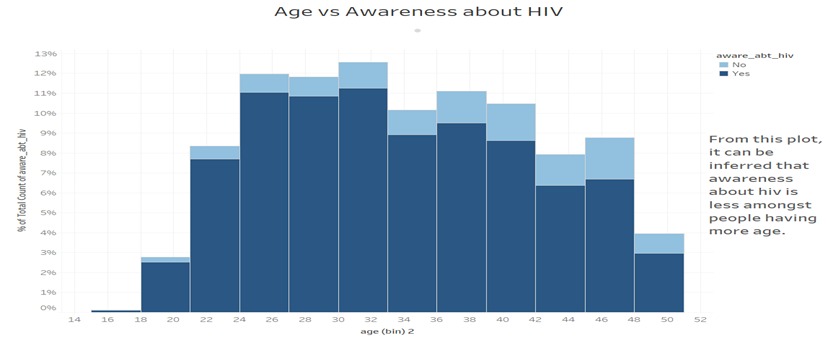 Age vs Awareness about HIV
aware_abt_hiv
No
Yes
13%
12%
11%
10%
9%
8%
7%
6%
5%
4%
3%
2%
1%
0%
% of Total Count of aware_abt_hiv
14 16 18 20 22 24 26 28 30 32 34 36 38 40 42 44 46 48 50 52
age (bin) 2
From this plot,
it can be
inferred that
awareness
about hiv is
less amongst
people having
more age.